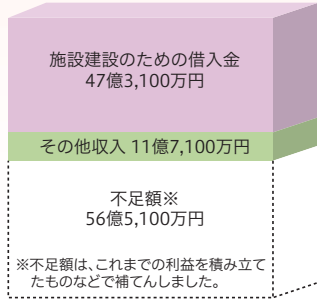 施設建設のための借入金
47億3,100万円
その他収入 11億7,100万円
不足額※
56億5,100万円
※不足額は、これまでの利益を積み立て
たものなどで補てんしました。